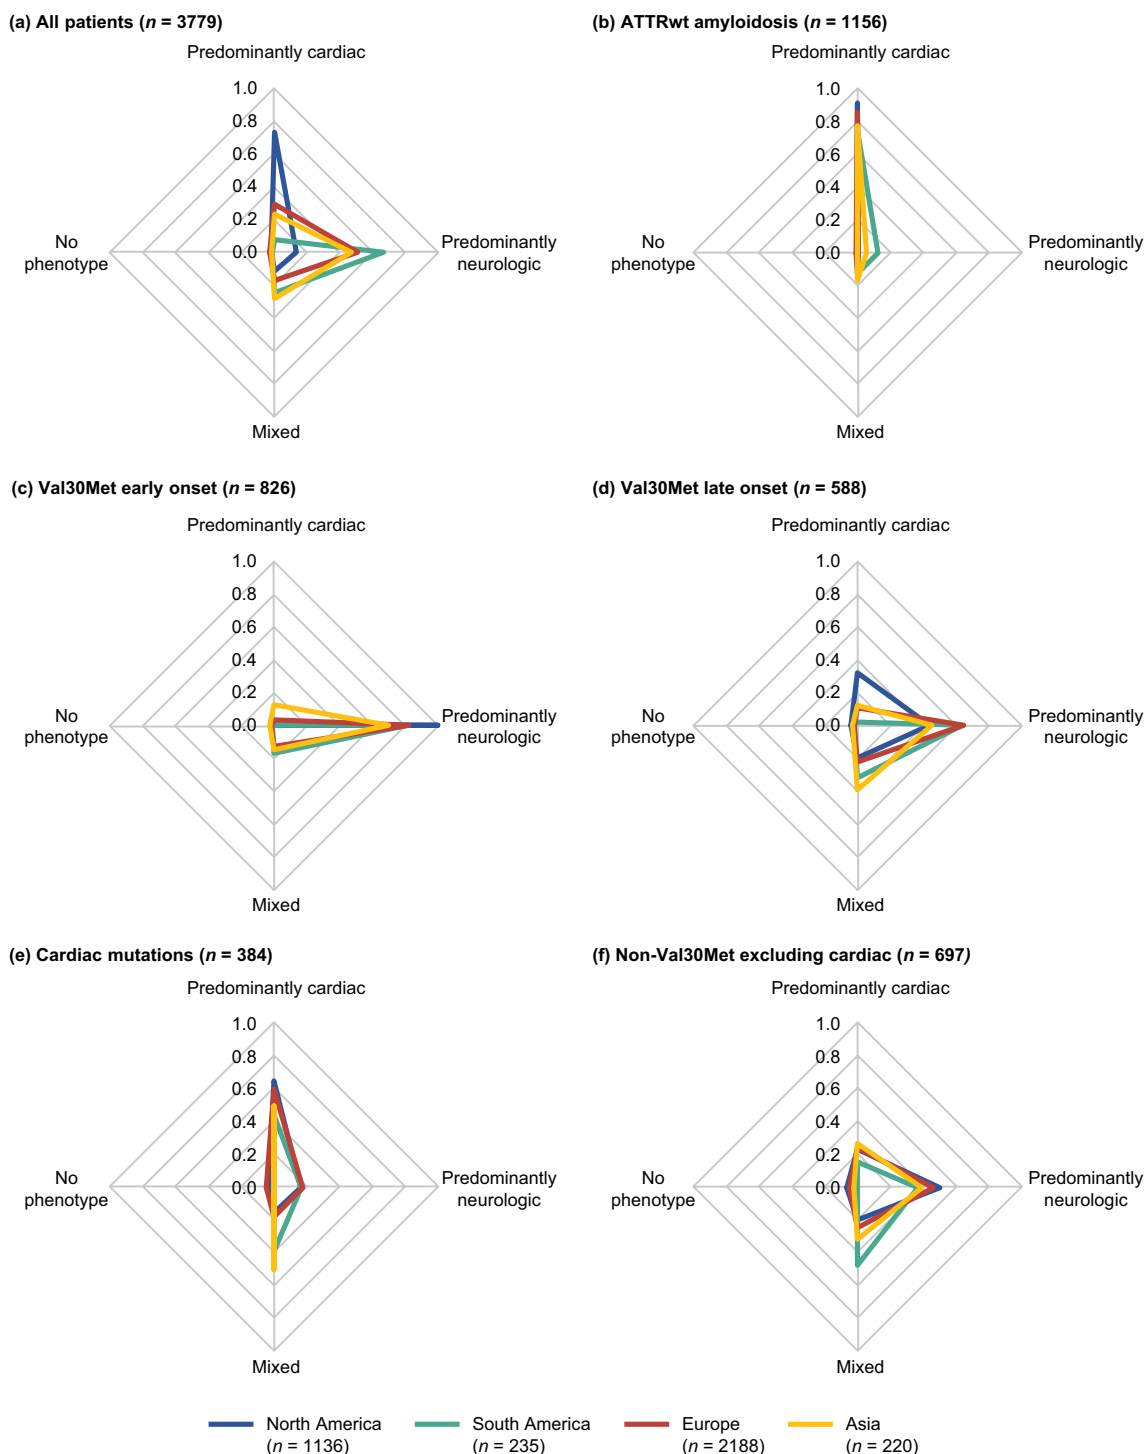 (a) All patients (n = 3779)
Predominantly cardiac
1.0
0.8
0.6
0.4
0.2
0.0
No
phenotype
Predominantly
neurologic
Mixed
(b) ATTRwt amyloidosis (n = 1156)
Predominantly cardiac
1.0
0.8
0.6
0.4
0.2
0.0
No
phenotype
Predominantly
neurologic
Mixed
(c) Val30Met early onset (n = 826)
Predominantly cardiac
1.0
0.8
0.6
0.4
0.2
0.0
No
phenotype
Predominantly
neurologic
Mixed
(d) Val30Met late onset (n = 588)
Predominantly cardiac
1.0
0.8
0.6
0.4
0.2
0.0
No
phenotype
Predominantly
neurologic
Mixed
(e) Cardiac mutations (n = 384)
Predominantly cardiac
1.0
0.8
0.6
0.4
0.2
0.0
No
phenotype
Predominantly
neurologic
Mixed
(f) Non-Val30Met excluding cardiac (n = 697)
Predominantly cardiac
1.0
0.8
0.6
0.4
0.2
0.0
No
phenotype
Predominantly
neurologic
Mixed
North America
(n = 1136)
South America
(n = 235)
Europe
(n = 2188)
Asia
(n = 220)